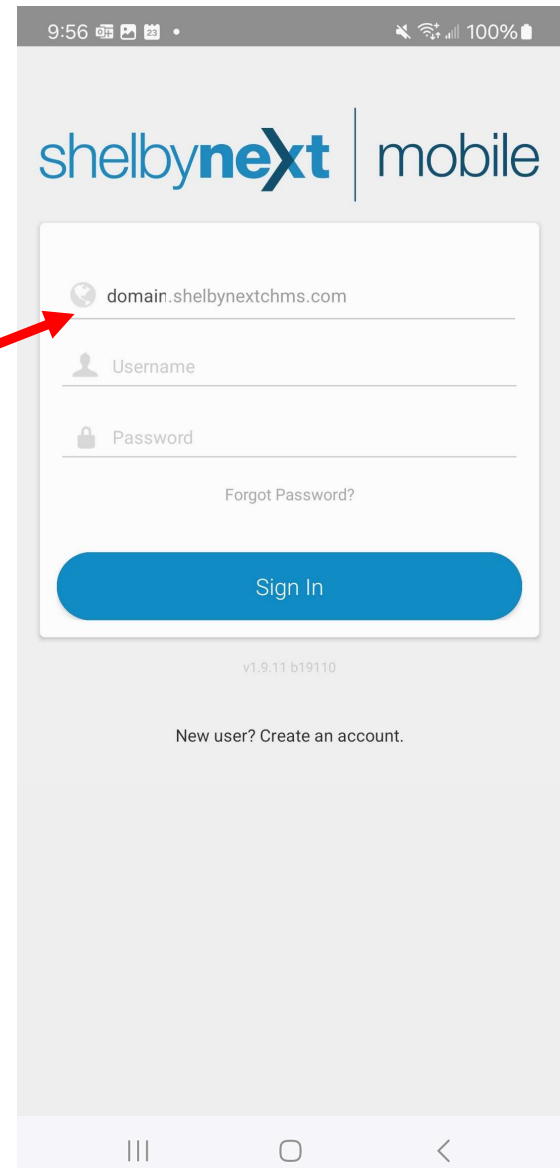 9:56 23 100%
shelbynext mobile
domain.shelbynextchms.com
Username
Password
Forgot Password?
Sign In
v1.9.11 b19110
New user? Create an account.